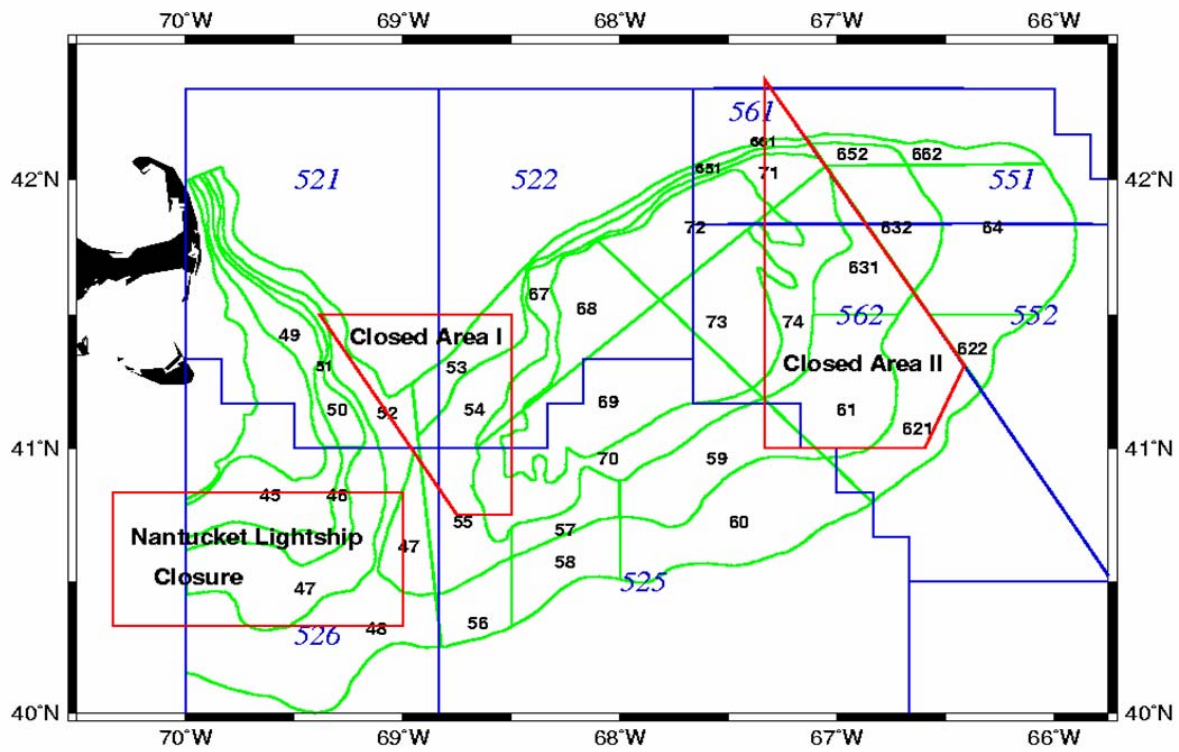 70°W 69°W 68°W 67°W 66°W
561
661
652 662
42°N 521 522 651 71 551 42°N
72 632 64
631
67 68
49 73 74 562 552
Closed Area I
622
51 53 Closed Area II
50 52 54 69 61
621
41°N 70 59 41°N
45 46
55 57 60
Nantucket Lightship
47
58
Closure
47 525
56
526 48
40°N 40°N
70°W 69°W 68°W 67°W 66°W